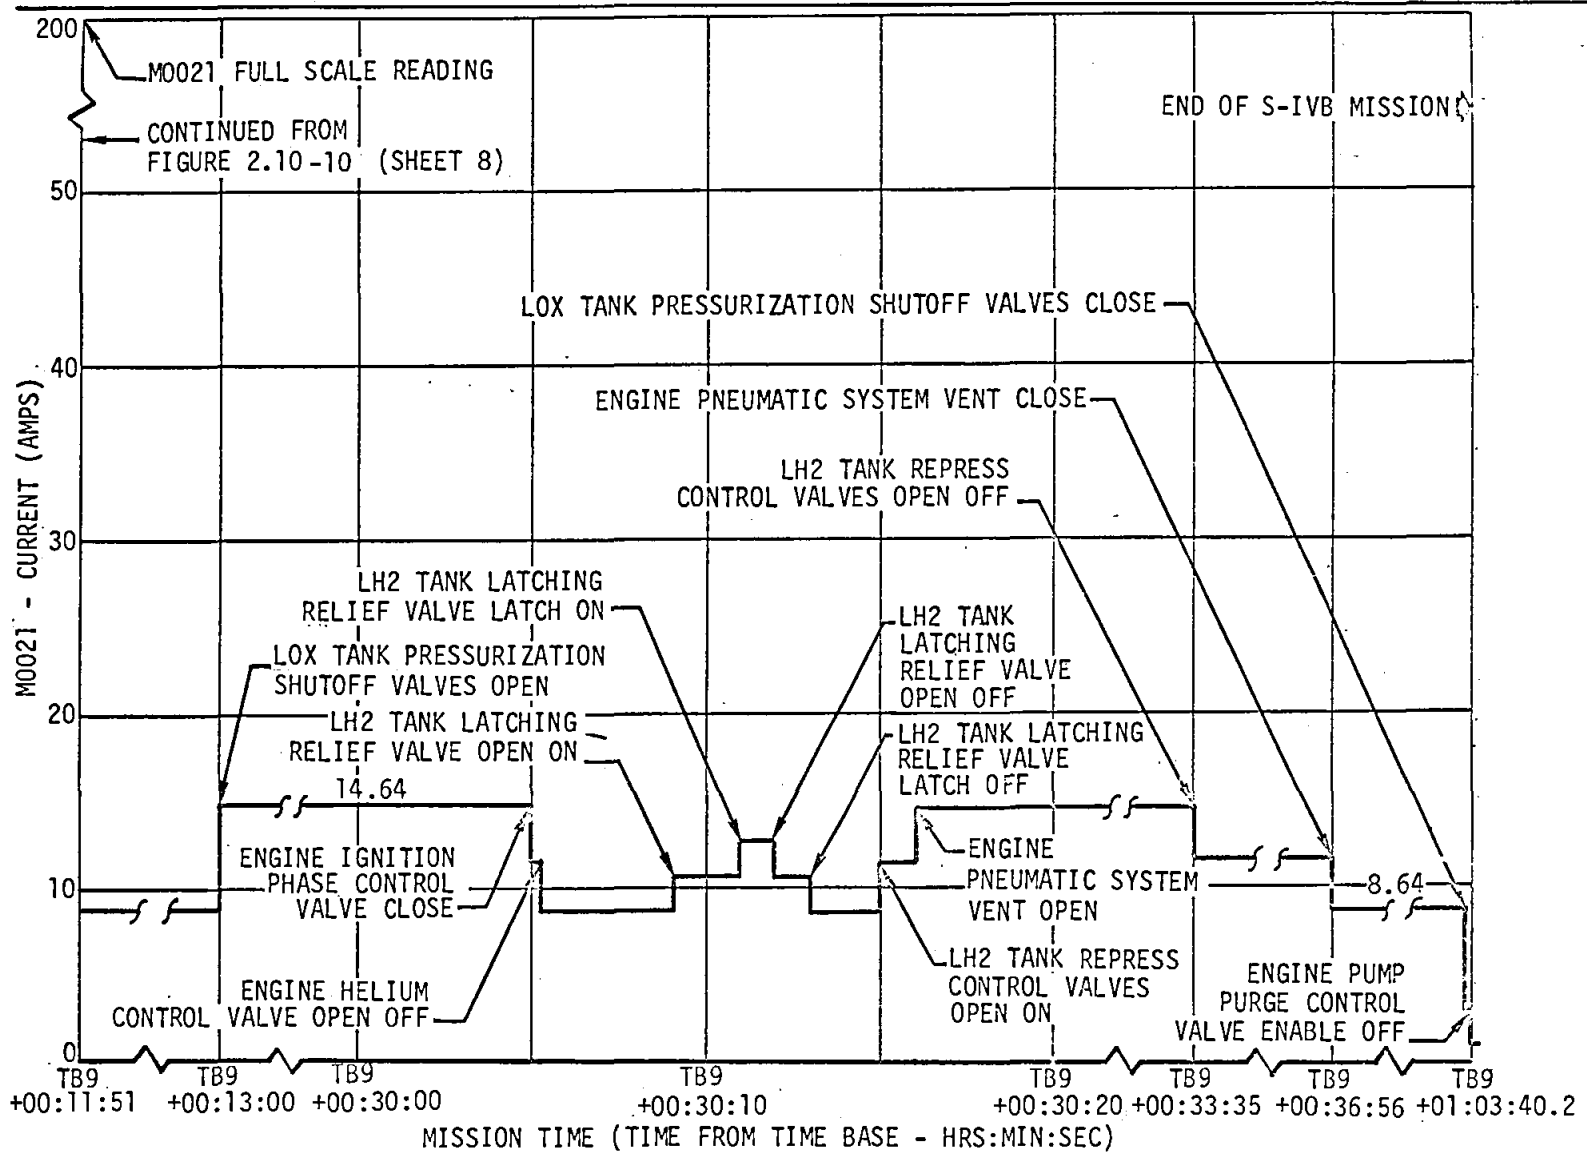 200
M0021 FULL SCALE READING
END OF S-IVB MISSION
CONTINUED FROM
FIGURE 2.10-10 (SHEET 8)
50
LOX TANK PRESSURIZATION SHUTOFF VALVES CLOSE
40
ENGINE PNEUMATIC SYSTEM VENT CLOSE
LH2 TANK REPRESS
CONTROL VALVES OPEN OFF
M0021 - CURRENT (AMPS)
30
LH2 TANK LATCHING
RELIEF VALVE LATCH ON
LH2 TANK
LATCHING
RELIEF VALVE
OPEN OFF
LOX TANK PRESSURIZATION
SHUTOFF VALVES OPEN
20
LH2 TANK LATCHING
RELIEF VALVE OPEN ON
LH2 TANK LATCHING
RELIEF VALVE
LATCH OFF
14.64
ENGINE IGNITION
PHASE CONTROL
VALVE CLOSE
ENGINE
PNEUMATIC SYSTEM
VENT OPEN
10
8.64
ENGINE HELIUM
CONTROL VALVE OPEN OFF
LH2 TANK REPRESS
CONTROL VALVES
OPEN ON
ENGINE PUMP
PURGE CONTROL
VALVE ENABLE OFF
0
TB9 TB9 TB9 TB9 TB9 TB9 TB9 TB9
+00:11:51 +00:13:00 +00:30:00 +00:30:10 +00:30:20 +00:33:35 +00:36:56 +01:03:40.2
MISSION TIME (TIME FROM TIME BASE - HRS:MIN:SEC)